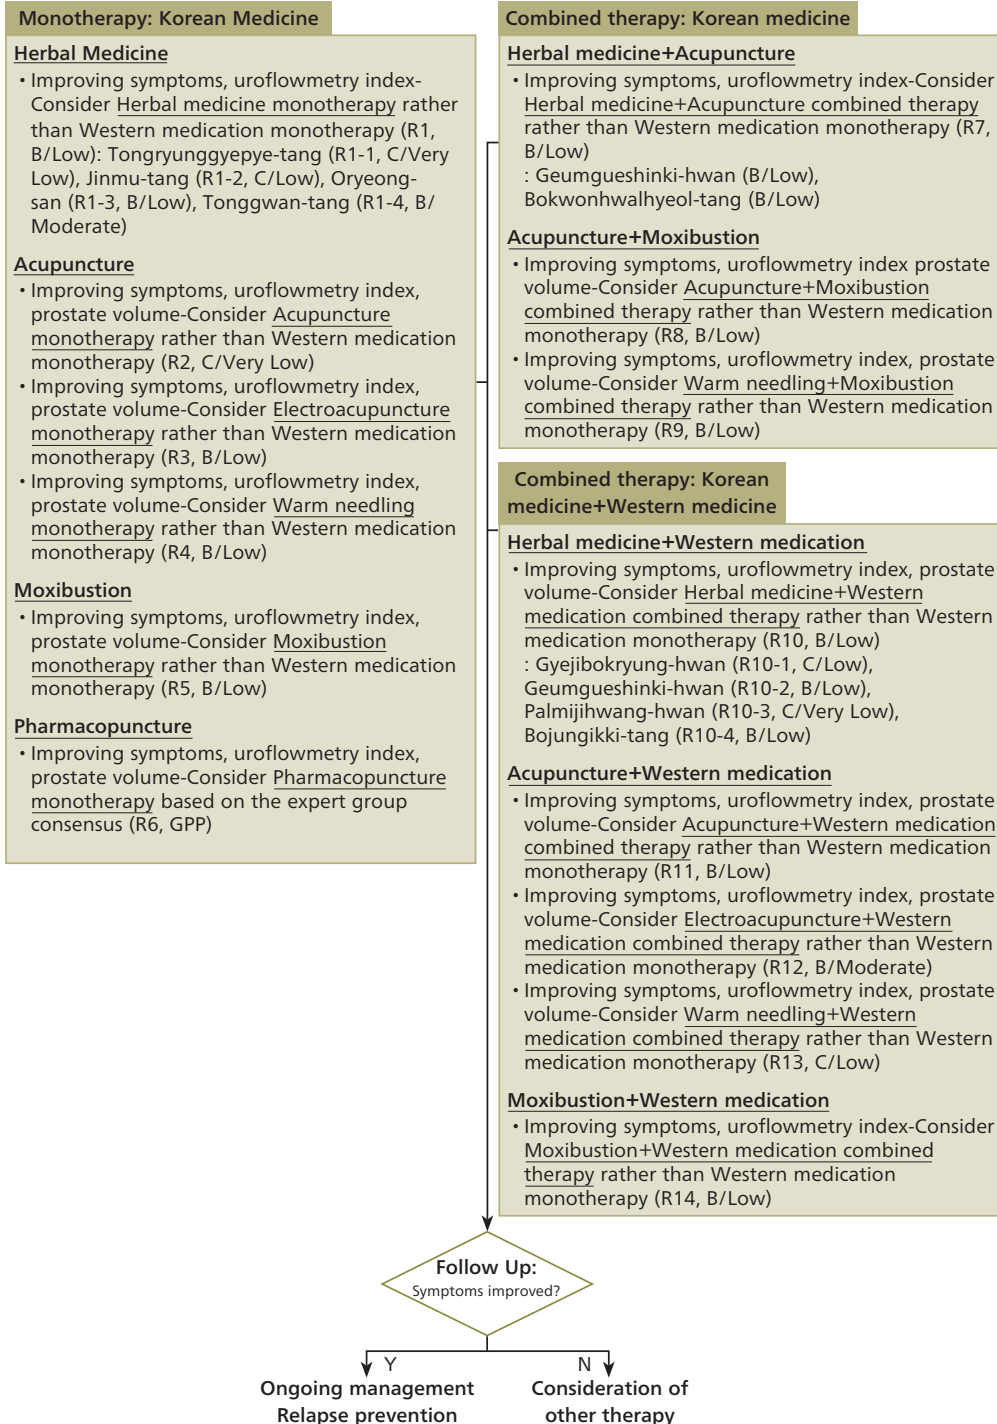 Monotherapy: Korean Medicine
Herbal Medicine
• Improving symptoms, uroflowmetry index-
Consider Herbal medicine monotherapy rather
than Western medication monotherapy (R1,
B/Low): Tongryunggyepye-tang (R1-1, C/Very
Low), Jinmu-tang (R1-2, C/Low), Oryeong-
san (R1-3, B/Low), Tonggwan-tang (R1-4, B/
Moderate)
Acupuncture
• Improving symptoms, uroflowmetry index,
prostate volume-Consider Acupuncture
monotherapy rather than Western medication
monotherapy (R2, C/Very Low)
• Improving symptoms, uroflowmetry index,
prostate volume-Consider Electroacupuncture
monotherapy rather than Western medication
monotherapy (R3, B/Low)
• Improving symptoms, uroflowmetry index,
prostate volume-Consider Warm needling
monotherapy rather than Western medication
monotherapy (R4, B/Low)
Moxibustion
• Improving symptoms, uroflowmetry index,
prostate volume-Consider Moxibustion
monotherapy rather than Western medication
monotherapy (R5, B/Low)
Pharmacopuncture
• Improving symptoms, uroflowmetry index,
prostate volume-Consider Pharmacopuncture
monotherapy based on the expert group
consensus (R6, GPP)
Combined therapy: Korean medicine
Herbal medicine+Acupuncture
• Improving symptoms, uroflowmetry index-Consider
Herbal medicine+Acupuncture combined therapy
rather than Western medication monotherapy (R7,
B/Low)
: Geumgueshinki-hwan (B/Low),
Bokwonhwalhyeol-tang (B/Low)
Acupuncture+Moxibustion
• Improving symptoms, uroflowmetry index prostate
volume-Consider Acupuncture+Moxibustion
combined therapy rather than Western medication
monotherapy (R8, B/Low)
• Improving symptoms, uroflowmetry index, prostate
volume-Consider Warm needling+Moxibustion
combined therapy rather than Western medication
monotherapy (R9, B/Low)
Combined therapy: Korean
medicine+Western medicine
Herbal medicine+Western medication
• Improving symptoms, uroflowmetry index, prostate
volume-Consider Herbal medicine+Western
medication combined therapy rather than Western
medication monotherapy (R10, B/Low)
: Gyejibokryung-hwan (R10-1, C/Low),
Geumgueshinki-hwan (R10-2, B/Low),
Palmijihwang-hwan (R10-3, C/Very Low),
Bojungikki-tang (R10-4, B/Low)
Acupuncture+Western medication
• Improving symptoms, uroflowmetry index, prostate
volume-Consider Acupuncture+Western medication
combined therapy rather than Western medication
monotherapy (R11, B/Low)
• Improving symptoms, uroflowmetry index, prostate
volume-Consider Electroacupuncture+Western
medication combined therapy rather than Western
medication monotherapy (R12, B/Moderate)
• Improving symptoms, uroflowmetry index, prostate
volume-Consider Warm needling+Western
medication combined therapy rather than Western
medication monotherapy (R13, C/Low)
Moxibustion+Western medication
• Improving symptoms, uroflowmetry index-Consider
Moxibustion+Western medication combined
therapy rather than Western medication
monotherapy (R14, B/Low)
Follow Up:
Symptoms improved?
Y
N
Ongoing management
Relapse prevention
Consideration of
other therapy